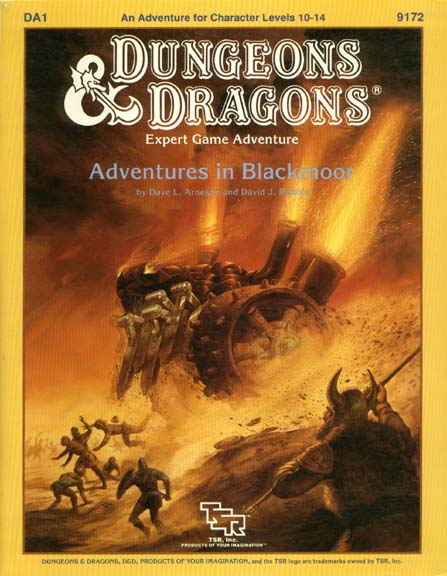 DA1 An Adventure for Character Levels 10-14 9172
DUNGEONS
& DRAGONS®
Expert Game Adventure
Adventures in Blackmoor
by Dave L. Arneson and David J. Ritchie
TSR
TSR, Inc.
PRODUCTS OF YOUR IMAGINATION™
DUNGEONS & DRAGONS, D&D, PRODUCTS OF YOUR IMAGINATION, and the TSR logo are trademarks owned by TSR, Inc.